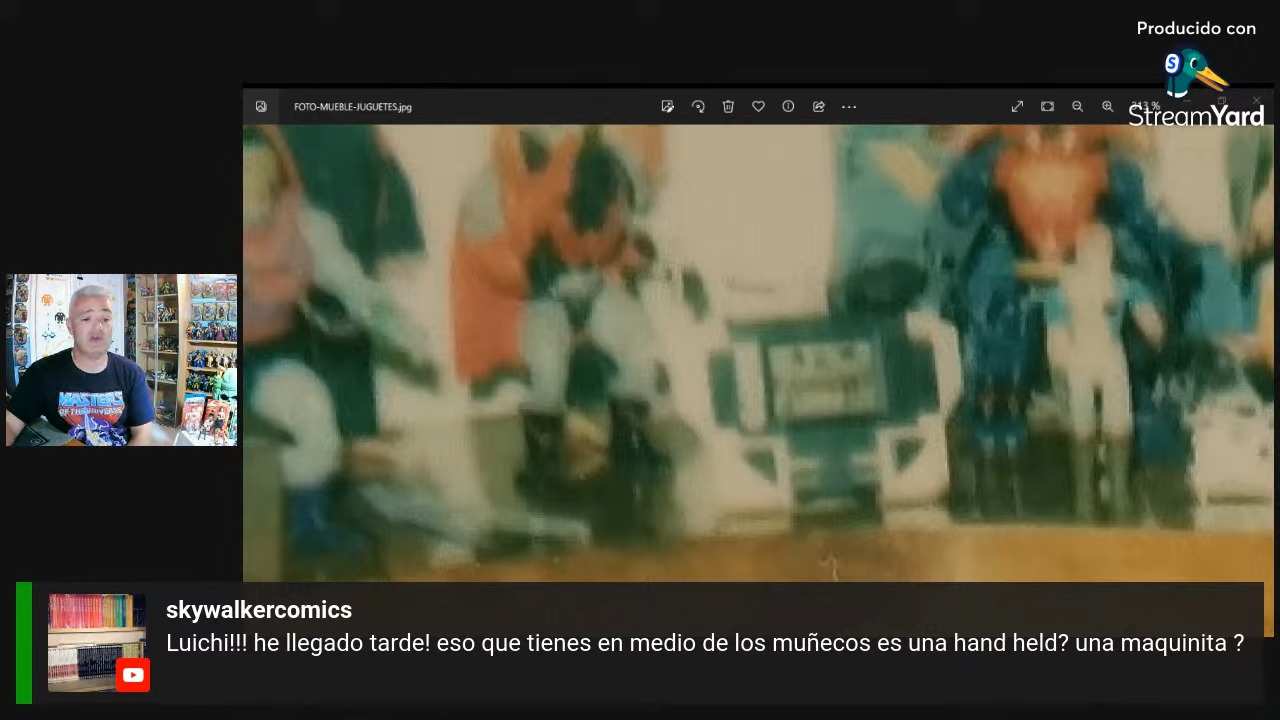 Producido con
StreamYard
FOTO-MUEBLE-JUGUETES.jpg
MASTERS
OF THE UNIVERSE
skywalkercomics
Luichi!!! he llegado tarde! eso que tienes en medio de los muñecos es una hand held? una maquinita ?